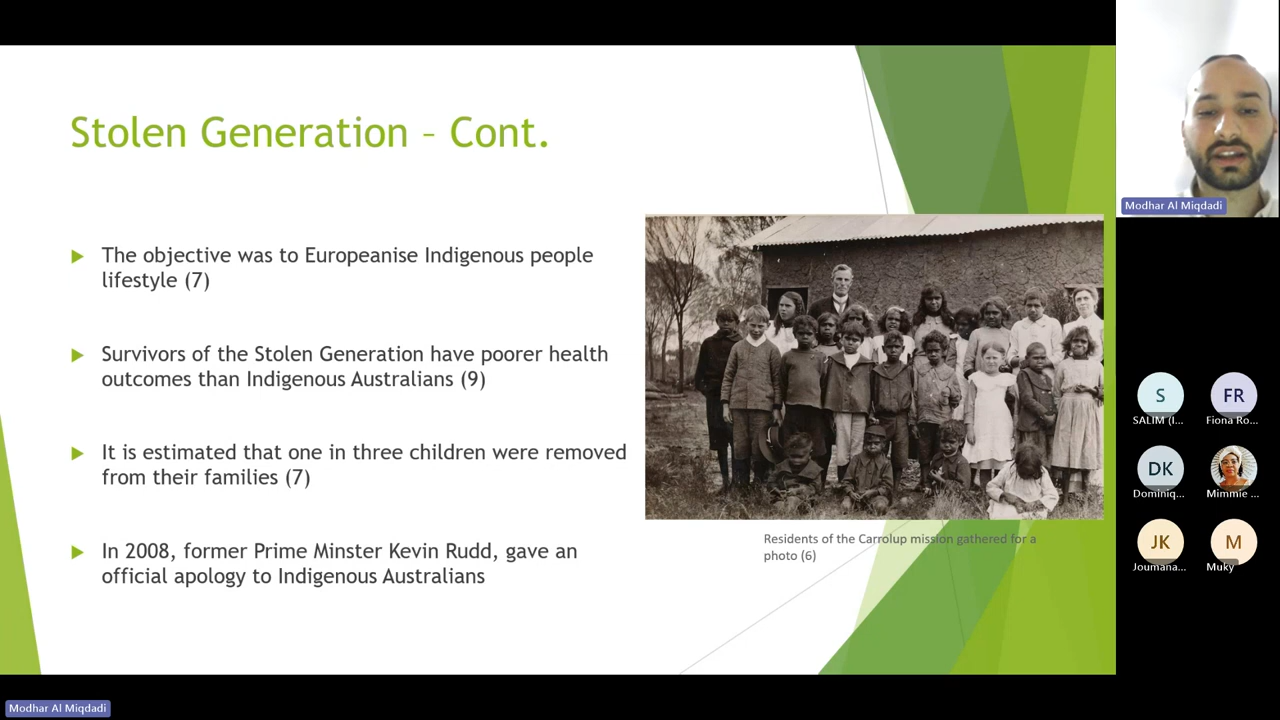 Stolen Generation – Cont.
The objective was to Europeanise Indigenous people
lifestyle (7)
Survivors of the Stolen Generation have poorer health
outcomes than Indigenous Australians (9)
It is estimated that one in three children were removed
from their families (7)
In 2008, former Prime Minster Kevin Rudd, gave an
official apology to Indigenous Australians
Residents of the Carrolup mission gathered for a
photo (6)
Modhar Al Miqdadi
S
FR
SALIM (I...
Fiona Ro...
DK
Dominiq...
Mimmie ...
JK
M
Joumana...
Muky
Modhar Al Miqdadi